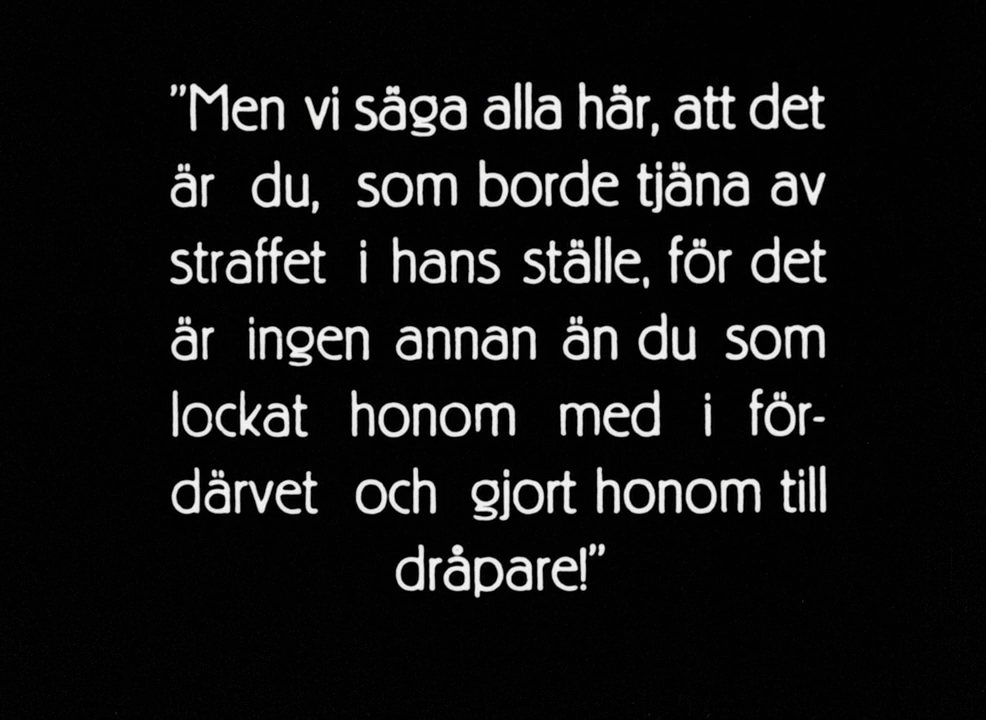 ”Men vi säga alla här, att det
är du, som borde tjäna av
straffet i hans ställe, för det
är ingen annan än du som
lockat honom med i för-
därvet och gjort honom till
dråpare!”